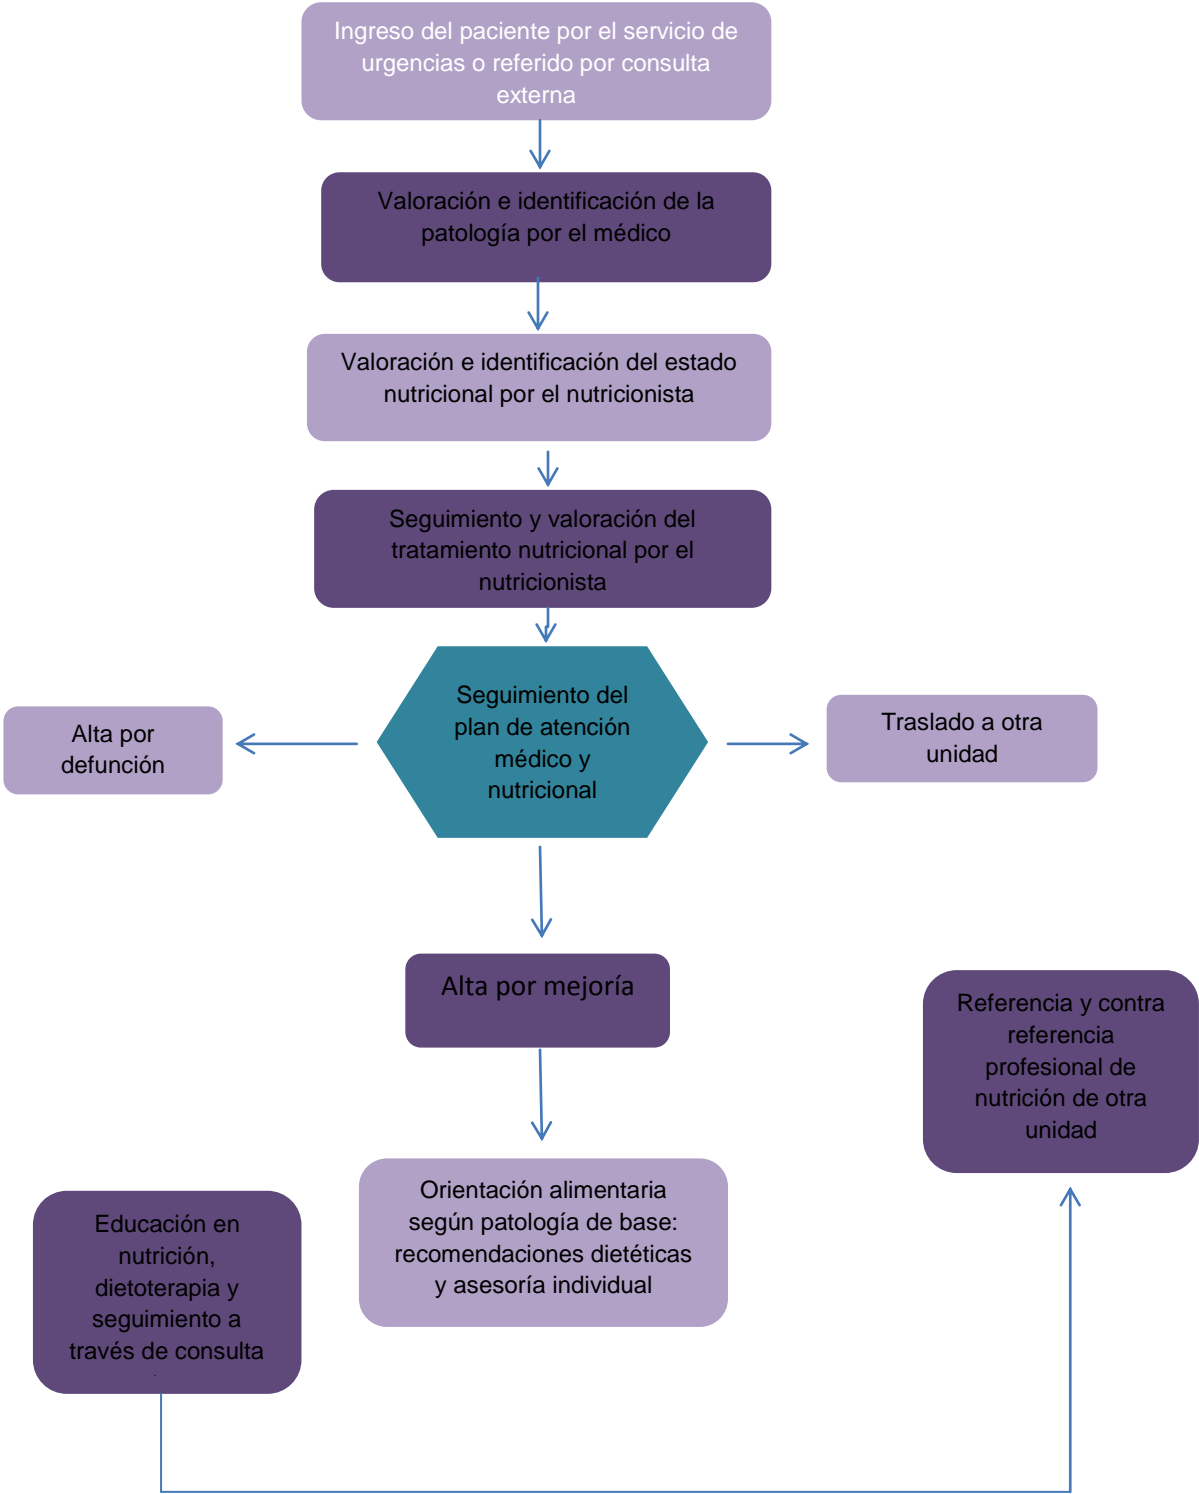 Ingreso del paciente por el servicio de
urgencias o referido por consulta
externa
Valoración e identificación de la
patología por el médico
Valoración e identificación del estado
nutricional por el nutricionista
Seguimiento y valoración del
tratamiento nutricional por el
nutricionista
Seguimiento del
plan de atención
médico y
nutricional
Alta por
defunción
Traslado a otra
unidad
Alta por mejoría
Referencia y contra
referencia
profesional de
nutrición de otra
unidad
Orientación alimentaria
según patología de base:
recomendaciones dietéticas
y asesoría individual
Educación en
nutrición,
dietoterapia y
seguimiento a
través de consulta